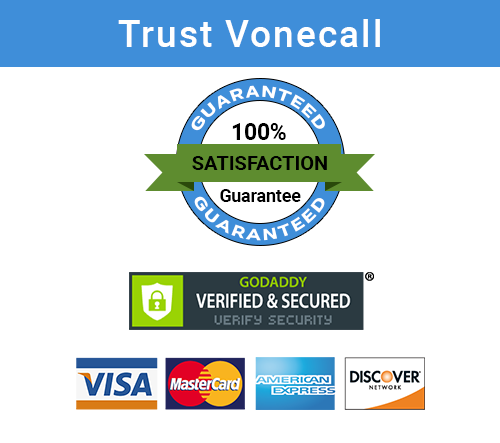 Trust Vonecall
GUARANTEED
100%
SATISFACTION
Guarantee
GUARANTEED
GODADDY
®
VERIFIED & SECURED
VERIFY SECURITY
VISA
MasterCard
AMERICAN
EXPRESS
DISCOVER
NETWORK